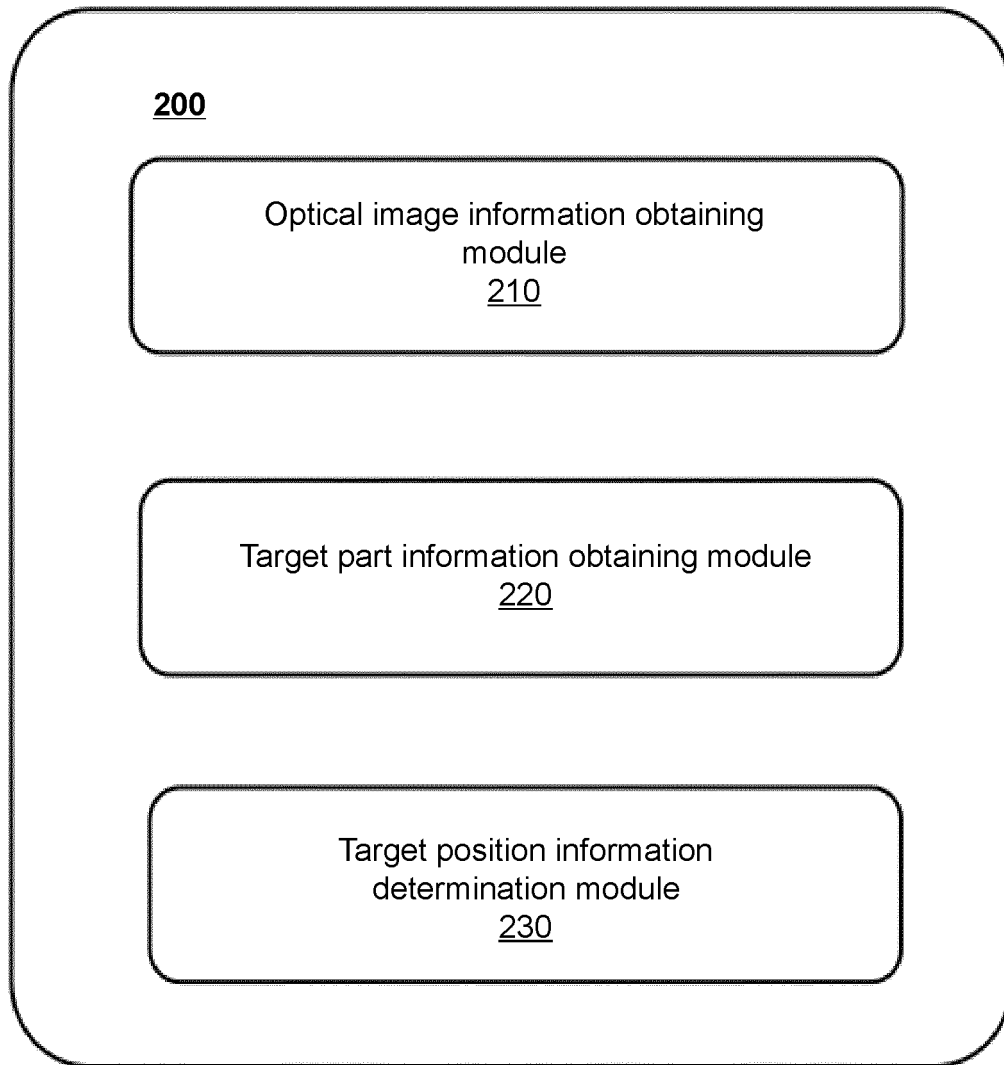 200
Optical image information obtaining
module
210
Target part information obtaining module
220
Target position information
determination module
230